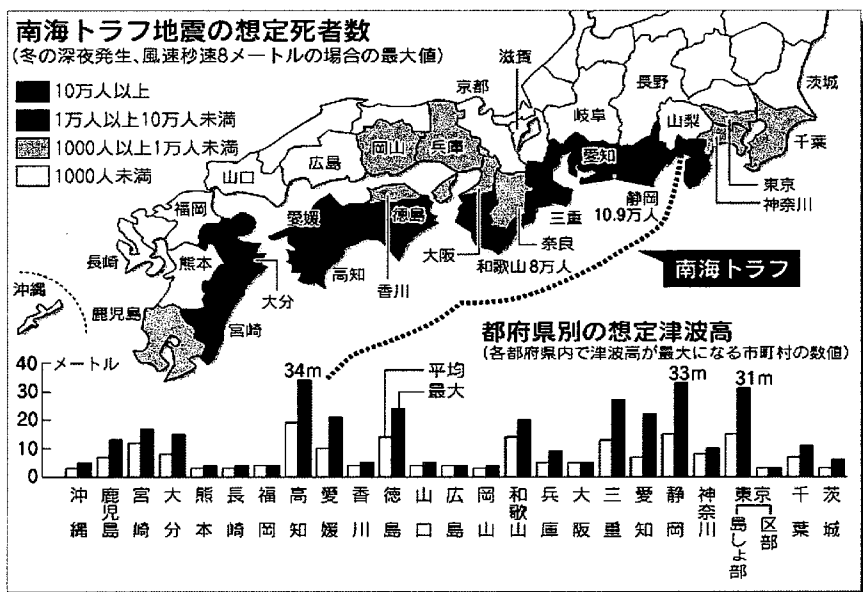 南海トラフ地震の想定死者数
(冬の深夜発生、風速秒速8メートルの場合の最大値)
10万人以上
1万人以上10万人未満
1000人以上1万人未満
1000人未満
滋賀
京都
長野
茨城
岐阜
山梨
岡山
兵庫
愛知
千葉
広島
山口
東京
神奈川
静岡
10.9万人
三重
福岡
愛媛
徳島
奈良
大阪
和歌山8万人
長崎
熊本
高知
香川
大分
沖縄
鹿児島
宮崎
南海トラフ
都府県別の想定津波高
(各都府県内で津波高が最大になる市町村の数値)
40
メートル
30
20
10
0
34m
平均
最大
33m
31m
沖縄
鹿児島
宮崎
大分
熊本
長崎
福岡
高知
愛媛
香川
徳島
山口
広島
岡山
和歌山
兵庫
大阪
三重
愛知
静岡
神奈川
東京
島しょ部
区部
千葉
茨城